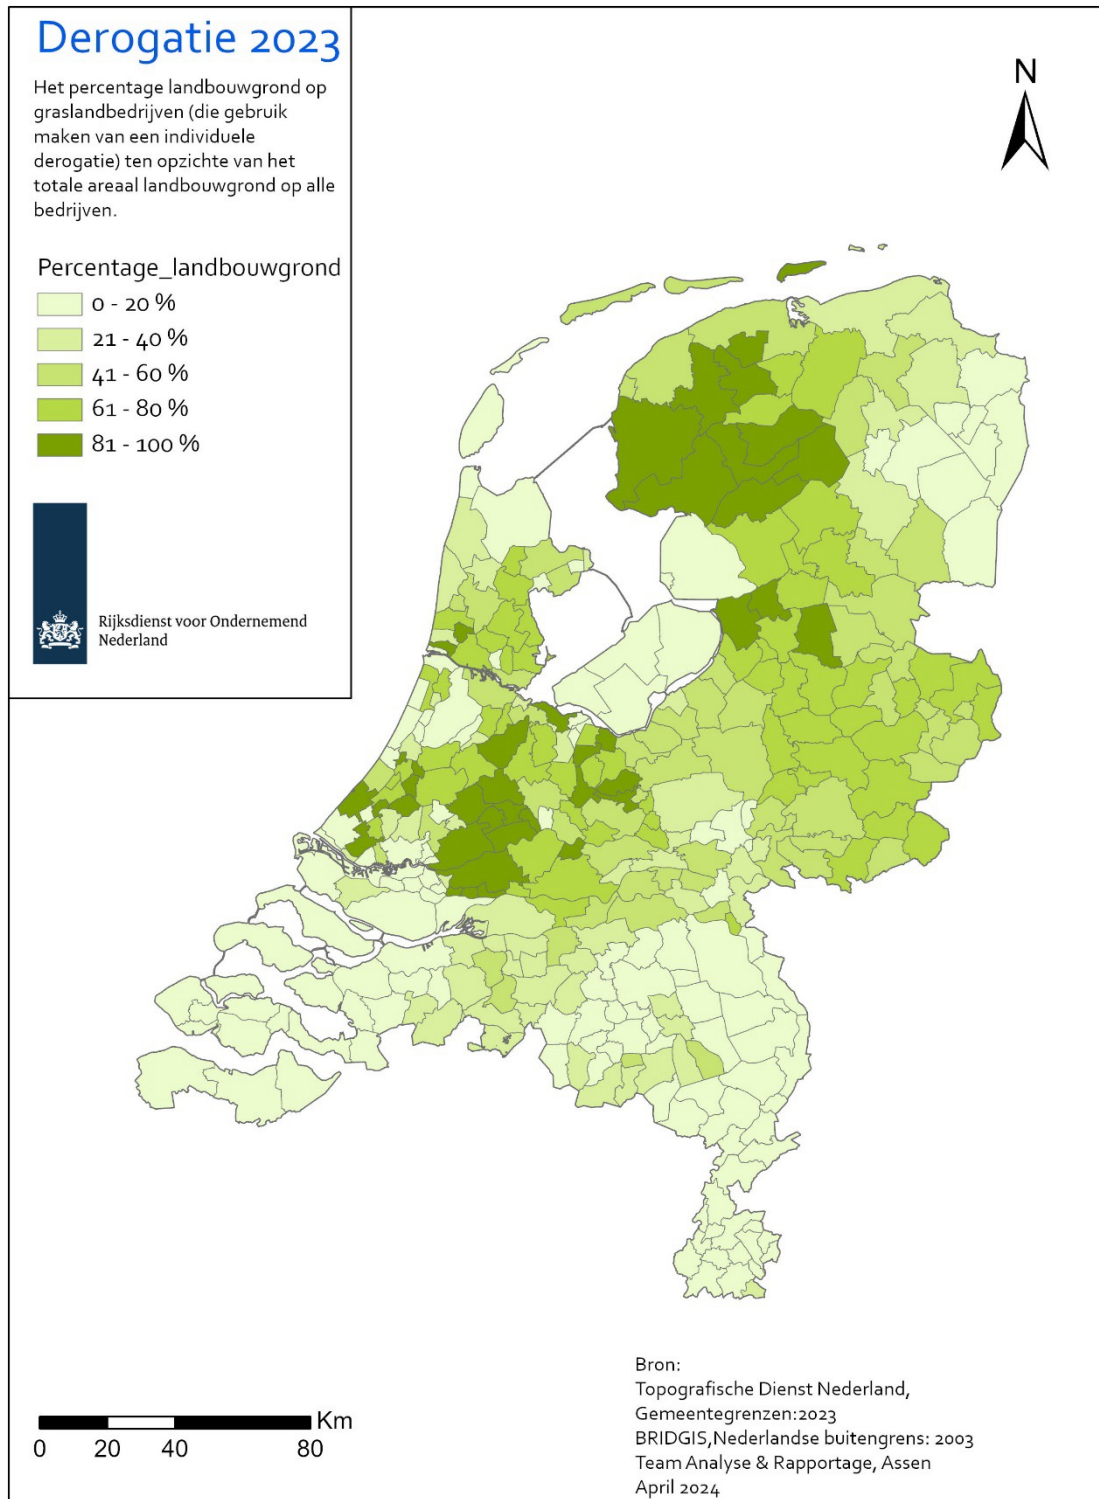 Derogatie 2023
Het percentage landbouwgrond op
graslandbedrijven (die gebruik
maken van een individuele
derogatie) ten opzichte van het
totale areaal landbouwgrond op alle
bedrijven.
Percentage_landbouwgrond
0 - 20 %
21 - 40 %
41 - 60 %
61 - 80 %
81 - 100 %
Rijksdienst voor Ondernemend
Nederland
N
Km
0 20 40 80
Bron:
Topografische Dienst Nederland,
Gemeentegrenzen:2023
BRIDGIS,Nederlandse buitengrens: 2003
Team Analyse & Rapportage, Assen
April 2024